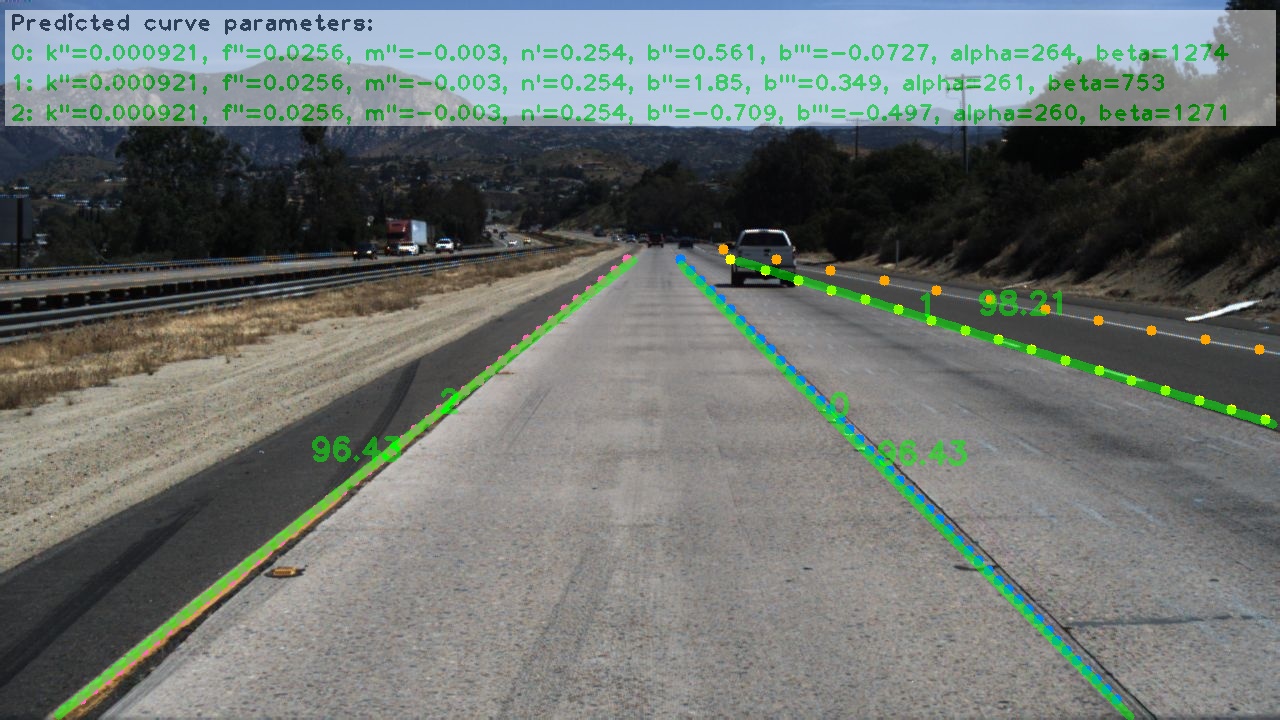 Predicted curve parameters:
0: k"=0.000921, f"=0.0256, m"=−0.003, n'=0.254, b"=0.561, b'"=−0.0727, alpha=264, beta=1274
1: k"=0.000921, f"=0.0256, m"=−0.003, n'=0.254, b"=1.85, b'"=0.349, alpha=261, beta=753
2: k"=0.000921, f"=0.0256, m"=−0.003, n'=0.254, b"=−0.709, b'"=−0.497, alpha=260, beta=1271
1 98.21
2 0
96.43 96.43